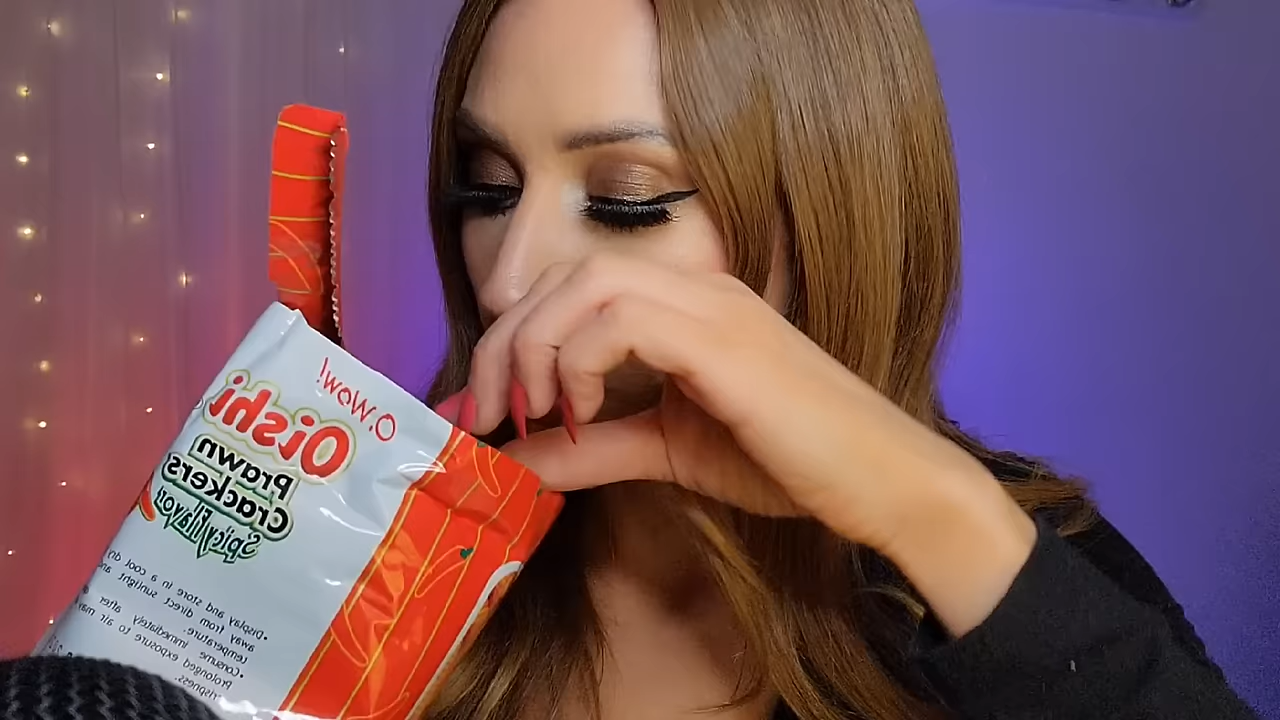 O, Wow!
Oishi
Prawn
Crackers
Spicy Flavor
• Display and store in a cool dry
away from direct sunlight and
temperature.
• Consume immediately after
Prolonged exposure to air may
crispness.